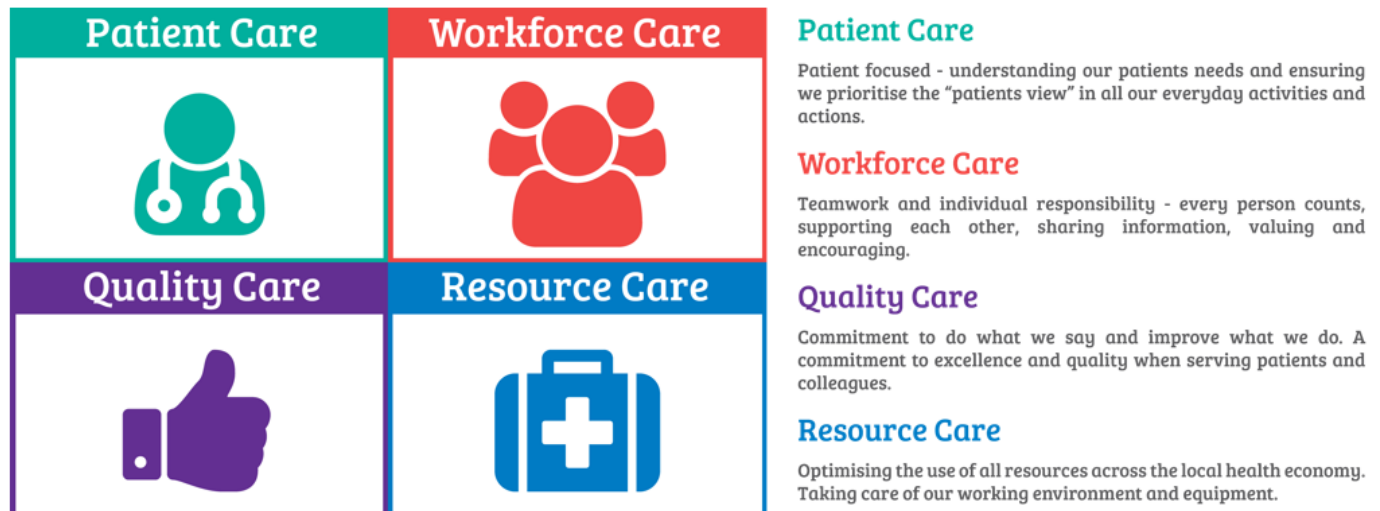 Patient Care
Workforce Care
Quality Care
Resource Care
Patient Care
Patient focused - understanding our patients needs and ensuring
we prioritise the “patients view” in all our everyday activities and
actions.
Workforce Care
Teamwork and individual responsibility - every person counts,
supporting each other, sharing information, valuing and
encouraging.
Quality Care
Commitment to do what we say and improve what we do. A
commitment to excellence and quality when serving patients and
colleagues.
Resource Care
Optimising the use of all resources across the local health economy.
Taking care of our working environment and equipment.